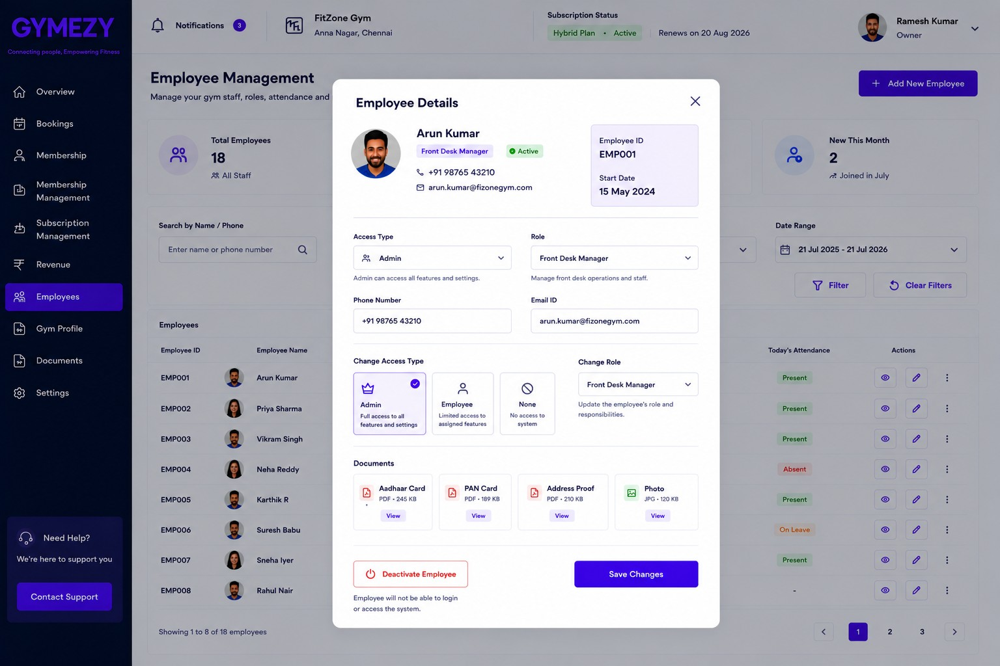 GYMEZY
Connecting people, Empowering Fitness
Overview
Bookings
Membership
Membership
Management
Subscription
Management
Revenue
Employees
Gym Profile
Documents
Settings
Need Help?
We're here to support you
Contact Support
Notifications
3
FitZone Gym
Anna Nagar, Chennai
Subscription Status
Hybrid Plan • Active
Renews on 20 Aug 2026
Ramesh Kumar
Owner
Employee Management
Manage your gym staff, roles, attendance and
+ Add New Employee
Total Employees
18
All Staff
New This Month
2
Joined in July
Search by Name / Phone
Enter name or phone number
Date Range
21 Jul 2025 - 21 Jul 2026
Filter
Clear Filters
Employees
Employee ID
Employee Name
Today's Attendance
Actions
EMP001
Arun Kumar
Present
EMP002
Priya Sharma
Present
EMP003
Vikram Singh
Present
EMP004
Neha Reddy
Absent
EMP005
Karthik R
Present
EMP006
Suresh Babu
On Leave
EMP007
Sneha Iyer
Present
EMP008
Rahul Nair
-
Showing 1 to 8 of 18 employees
1
2
3
Employee Details
Arun Kumar
Front Desk Manager
Active
+91 98765 43210
arun.kumar@fizonegym.com
Employee ID
EMP001
Start Date
15 May 2024
Access Type
Admin
Admin can access all features and settings.
Role
Front Desk Manager
Manage front desk operations and staff.
Phone Number
+91 98765 43210
Email ID
arun.kumar@fizonegym.com
Change Access Type
Admin
Full access to all
features and settings
Employee
Limited access to
assigned features
None
No access to
system
Change Role
Front Desk Manager
Update the employee's role and
responsibilities.
Documents
Aadhaar Card
PDF • 245 KB
View
PAN Card
PDF • 189 KB
View
Address Proof
PDF • 210 KB
View
Photo
JPG • 120 KB
View
Deactivate Employee
Employee will not be able to login
or access the system.
Save Changes